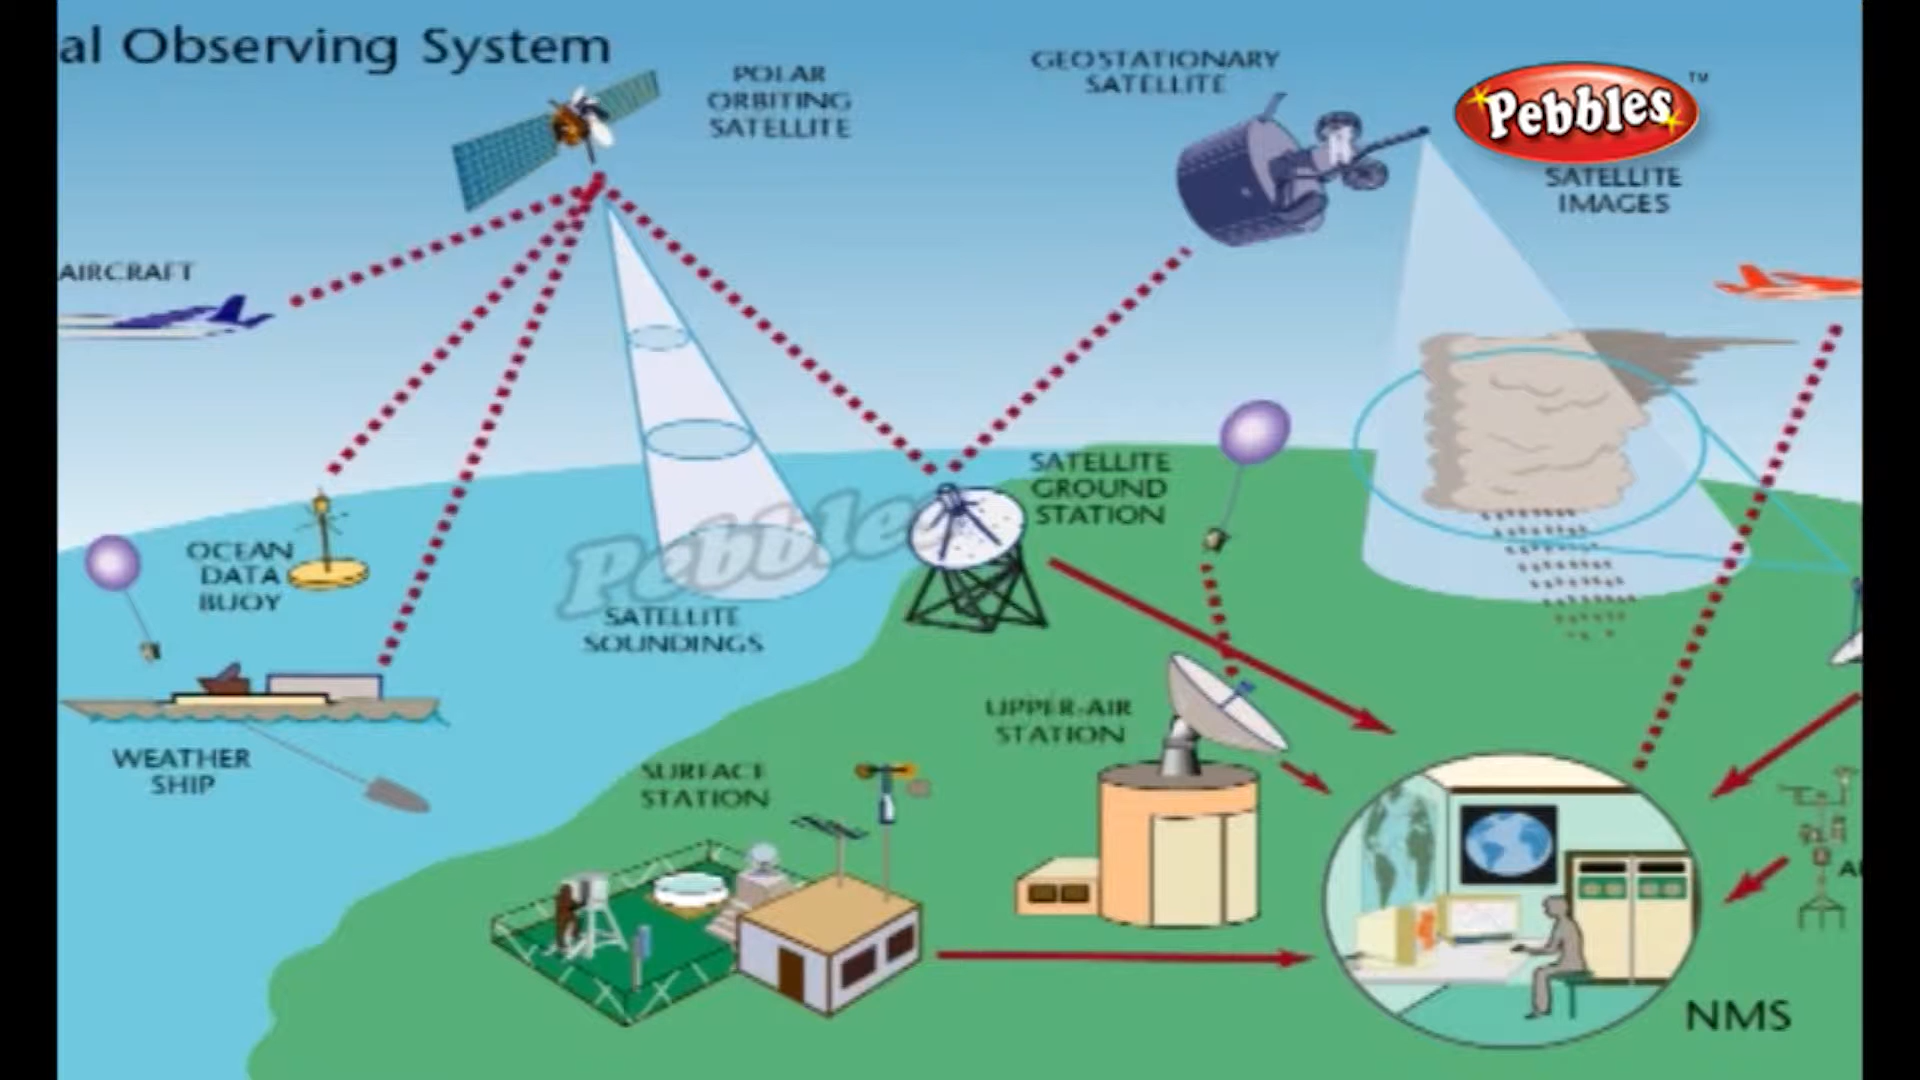 al Observing System
POLAR
ORBITING
SATELLITE
GEOSTATIONARY
SATELLITE
Pebbles
TM
SATELLITE
IMAGES
AIRCRAFT
SATELLITE
GROUND
STATION
OCEAN
DATA
BUOY
Pebbles
SATELLITE
SOUNDINGS
UPPER-AIR
STATION
WEATHER
SHIP
SURFACE
STATION
A
NMS